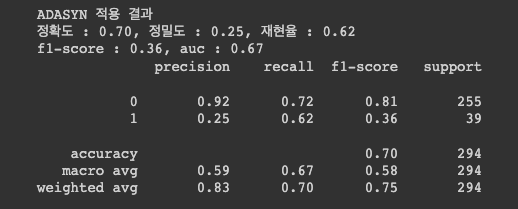 ADASYN 적용 결과
정확도 : 0.70, 정밀도 : 0.25, 재현율 : 0.62
f1-score : 0.36, auc : 0.67
precision recall f1-score support
0 0.92 0.72 0.81 255
1 0.25 0.62 0.36 39
accuracy 0.70 294
macro avg 0.59 0.67 0.58 294
weighted avg 0.83 0.70 0.75 294